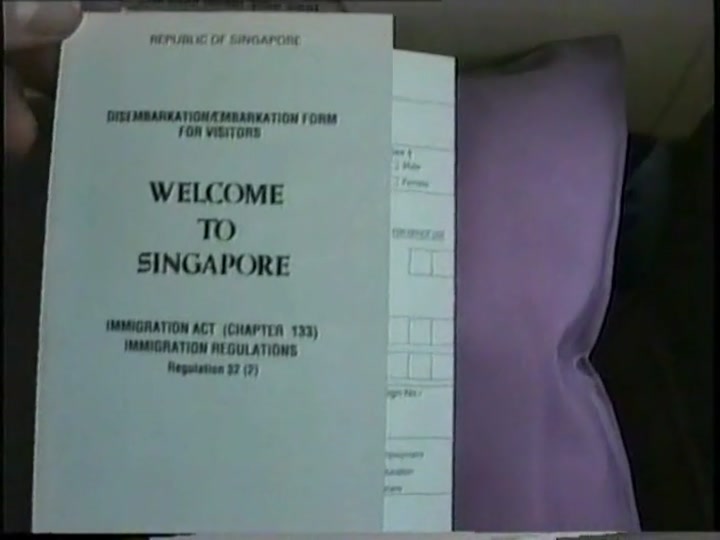 REPUBLIC OF SINGAPORE
DISEMBARKATION/EMBARKATION FORM
FOR VISITORS
WELCOME
TO
SINGAPORE
IMMIGRATION ACT (CHAPTER 133)
IMMIGRATION REGULATIONS
Regulation 32 (2)
Male
Female